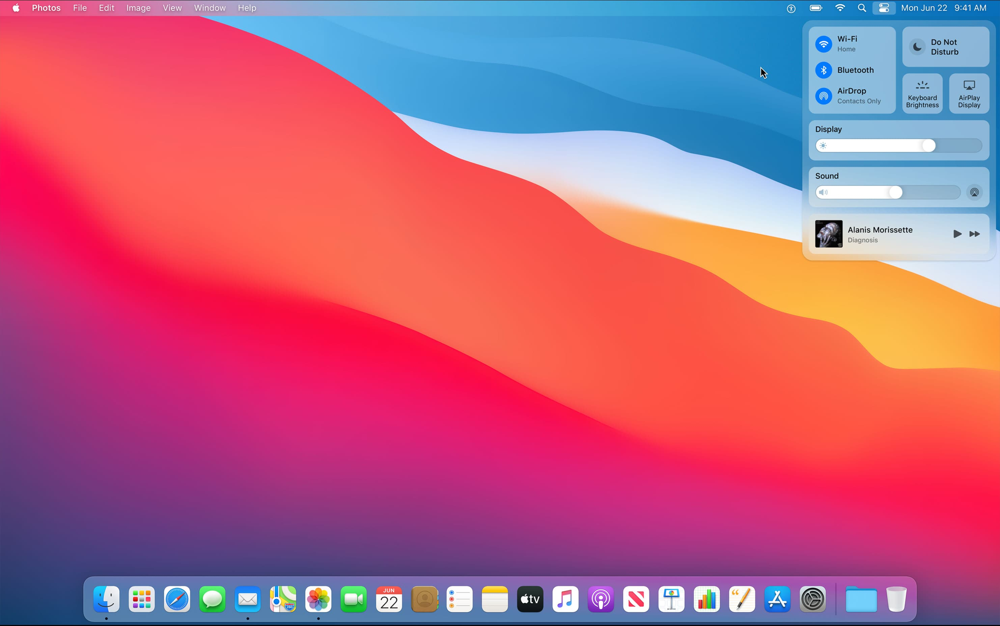 Photos File Edit Image View Window Help Mon Jun 22 9:41 AM
Wi-Fi
Home
Bluetooth
AirDrop
Contacts Only
Do Not
Disturb
Keyboard
Brightness
AirPlay
Display
Display
Sound
Alanis Morissette
Diagnosis
280
JUN
22
tv